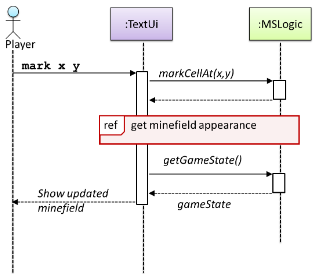 :TextUi
:MSLogic
Player
mark x y
markCellAt(x,y)
ref
get minefield appearance
getGameState()
Show updated
minefield
gameState